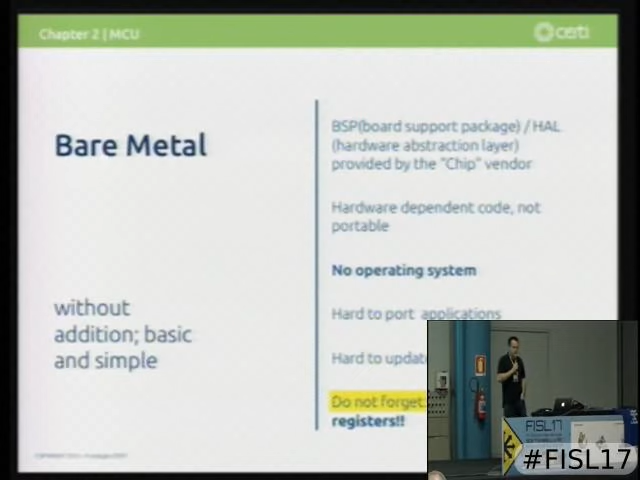 Chapter 2 | MCU
certi
Bare Metal
without
addition; basic
and simple
BSP(board support package) / HAL
(hardware abstraction layer)
provided by the "Chip" vendor
Hardware dependent code, not
portable
No operating system
Hard to port applications
Hard to update
Do not forget:
registers!!
FISL17
#FISL17